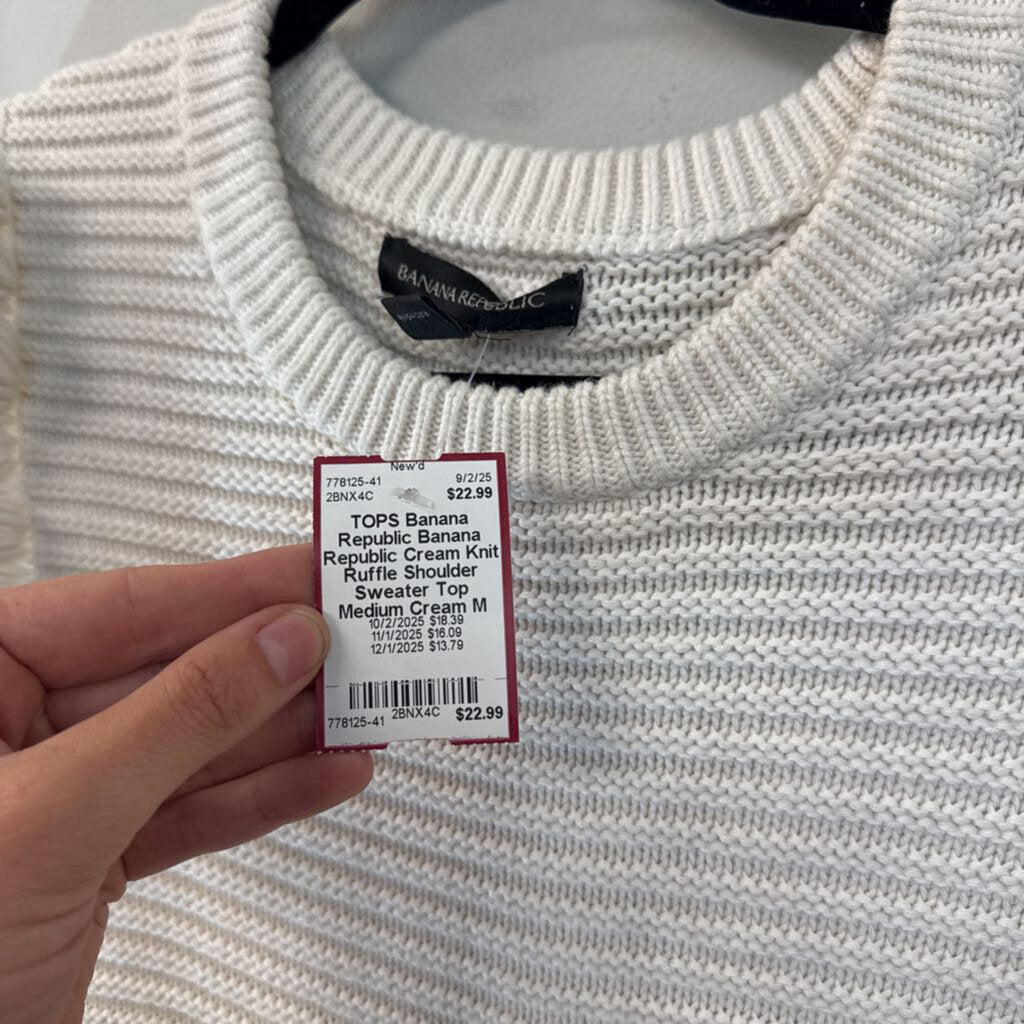 BANANA REPUBLIC
New'd
778125-41 9/2/25
2BNX4C $22.99
TOPS Banana
Republic Banana
Republic Cream Knit
Ruffle Shoulder
Sweater Top
Medium Cream M
10/2/2025 $18.39
11/1/2025 $16.09
12/1/2025 $13.79
778125-41 2BNX4C $22.99